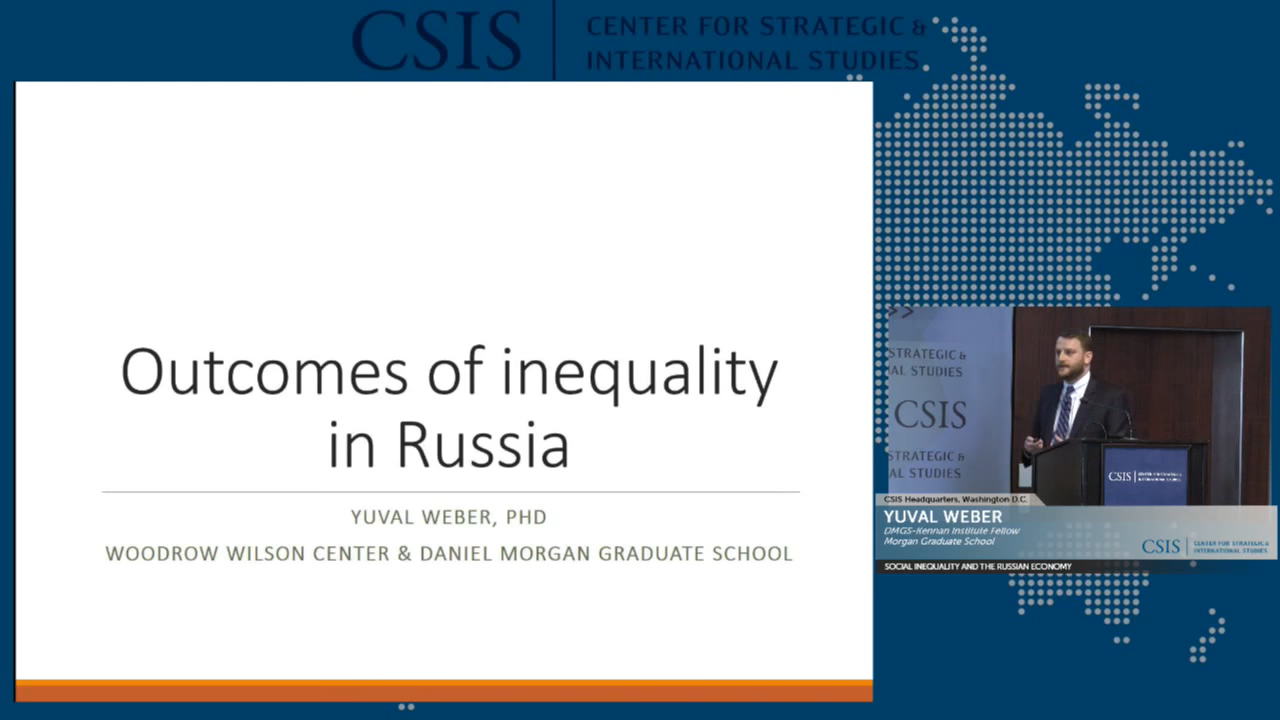 CSIS
CENTER FOR STRATEGIC &
INTERNATIONAL STUDIES
Outcomes of inequality
in Russia
YUVAL WEBER, PHD
WOODROW WILSON CENTER & DANIEL MORGAN GRADUATE SCHOOL
>>
STRATEGIC &
AL STUDIES
CSIS
STRATEGIC &
AL STUDIES
CSIS
CSIS Headquarters, Washington D.C.
YUVAL WEBER
DMGS-Kennan Institute Fellow
Morgan Graduate School
CSIS
CENTER FOR STRATEGIC &
INTERNATIONAL STUDIES
SOCIAL INEQUALITY AND THE RUSSIAN ECONOMY